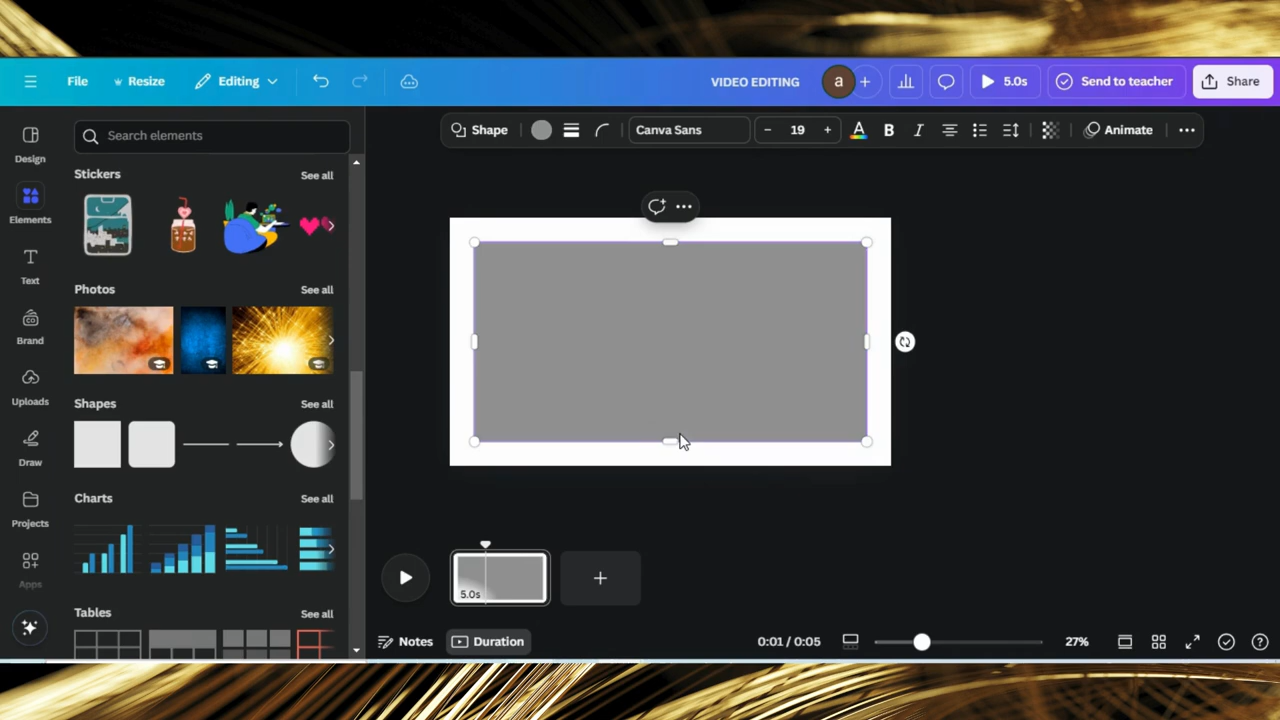 File
Resize
Editing
VIDEO EDITING
a
5.0s
Send to teacher
Share
Design
Elements
Text
Brand
Uploads
Draw
Projects
Apps
Search elements
Stickers
See all
Photos
See all
Shapes
See all
Charts
See all
Tables
See all
Shape
Canva Sans
19
A
B
I
Animate
5.0s
Notes
Duration
0:01 / 0:05
27%